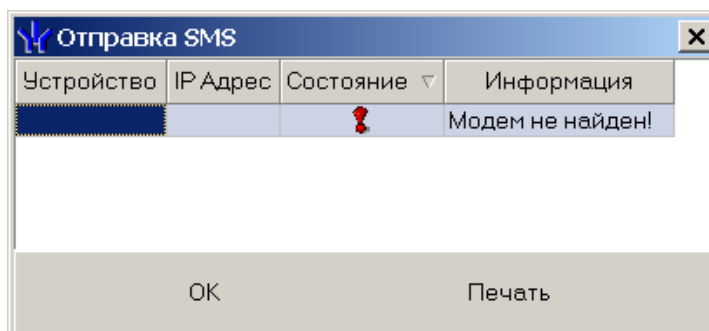 Отправка SMS
Устройство IP Адрес Состояние Информация
Модем не найден!
OK Печать